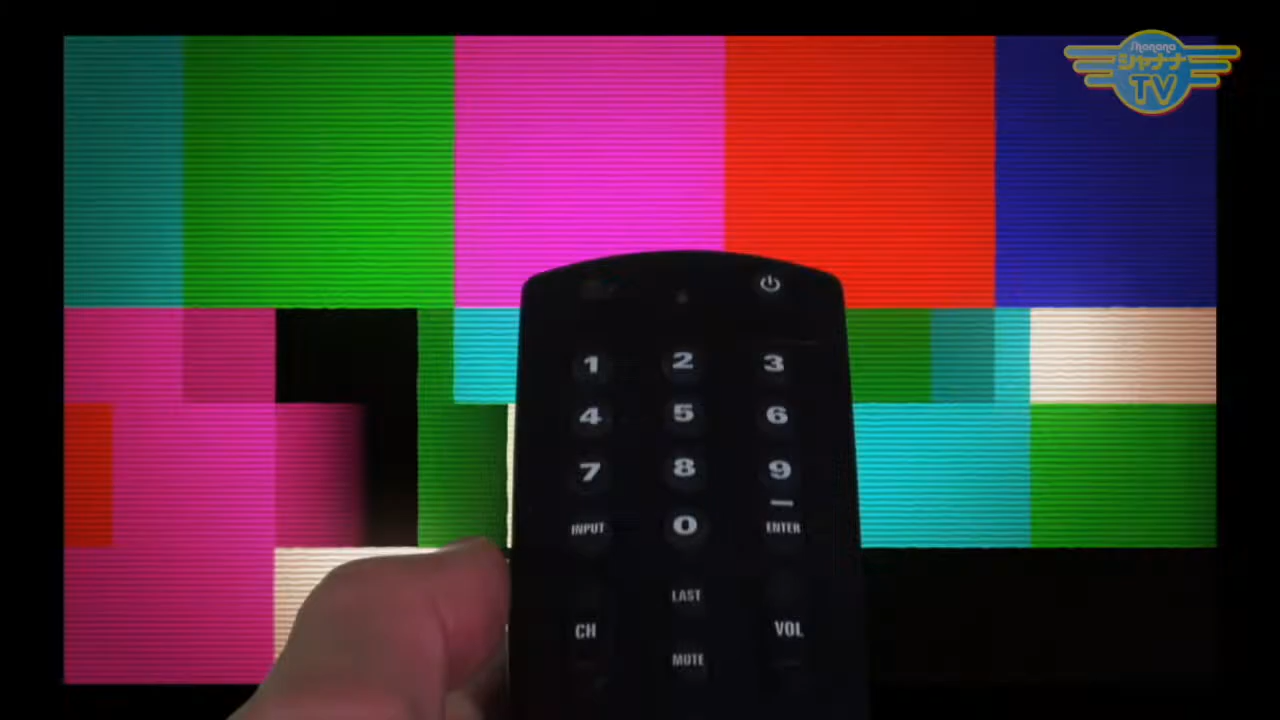 Manana
シャナナ
TV
1 2 3
4 5 6
7 8 9
INPUT 0 ENTER
LAST
CH VOL
MUTE